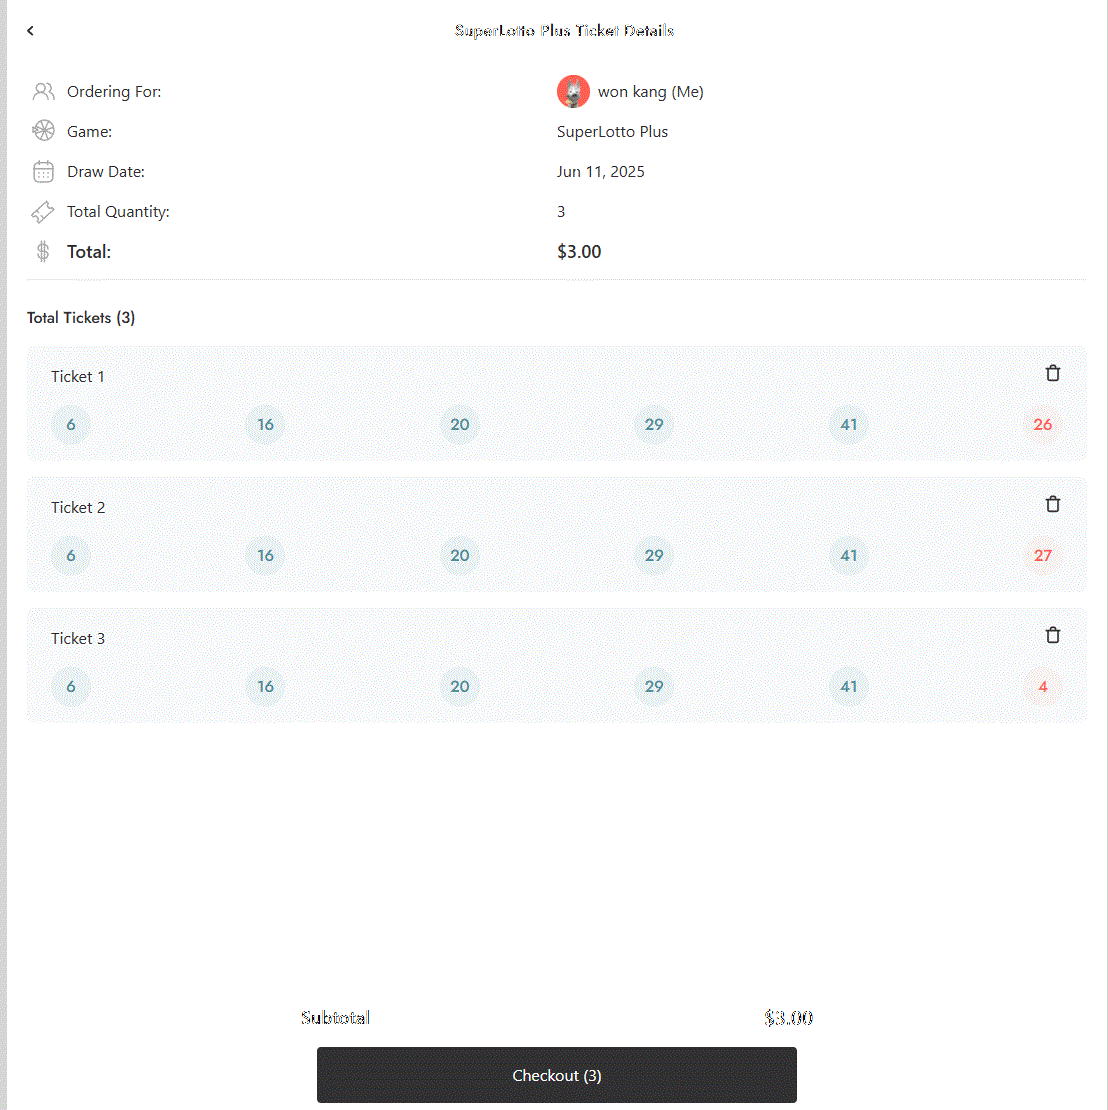 SuperLotto Plus Ticket Details
Ordering For: won kang (Me)
Game: SuperLotto Plus
Draw Date: Jun 11, 2025
Total Quantity: 3
Total: $3.00
Total Tickets (3)
Ticket 1
6 16 20 29 41 26
Ticket 2
6 16 20 29 41 27
Ticket 3
6 16 20 29 41 4
Subtotal $3.00
Checkout (3)